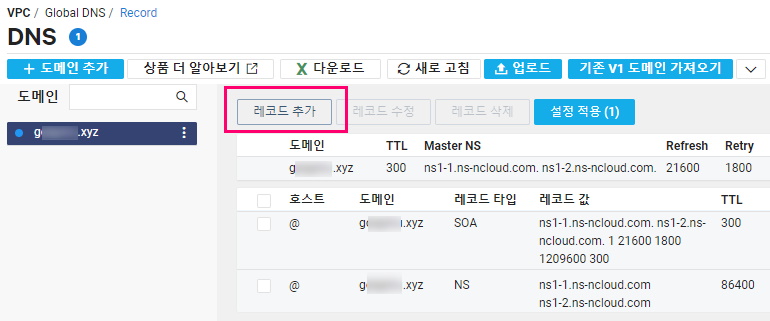 VPC / Global DNS / Record
DNS 1
+ 도메인 추가 상품 더 알아보기 다운로드 새로 고침 업로드 기존 V1 도메인 가져오기
도메인
레코드 추가 레코드 수정 레코드 삭제 설정 적용 (1)
.xyz
도메인 TTL Master NS Refresh Retry
.xyz 300 ns1-1.ns-ncloud.com. ns1-2.ns-ncloud.com. 21600 1800
호스트 도메인 레코드 타입 레코드 값 TTL
@ .xyz SOA ns1-1.ns-ncloud.com. ns1-2.ns- 300
ncloud.com. 1 21600 1800
1209600 300
@ .xyz NS ns1-1.ns-ncloud.com 86400
ns1-2.ns-ncloud.com